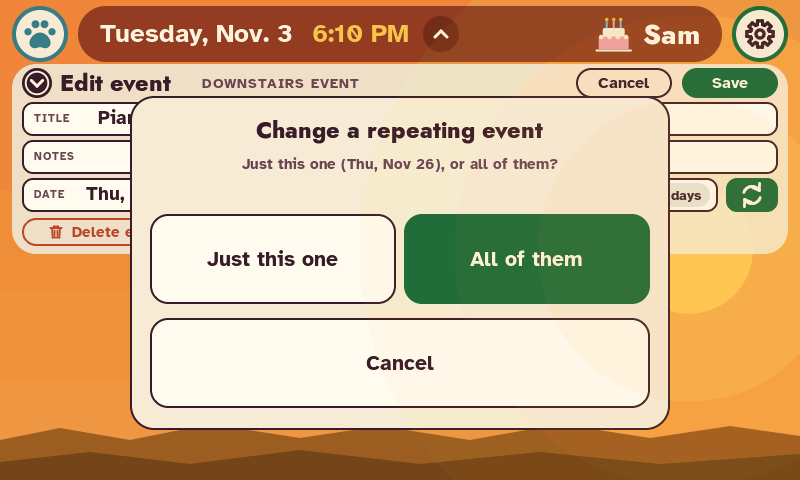 Tuesday, Nov. 3 6:10 PM Sam
Edit event DOWNSTAIRS EVENT Cancel Save
TITLE
NOTES
DATE Thu, days
Delete
Change a repeating event
Just this one (Thu, Nov 26), or all of them?
Just this one All of them
Cancel